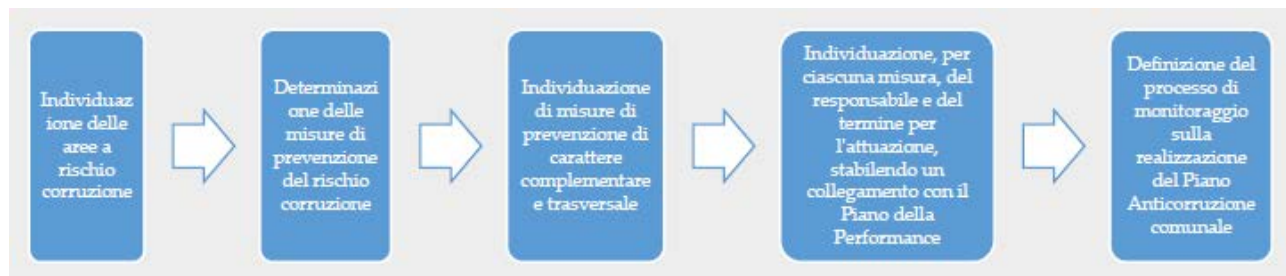 Individuaz
ione delle
aree a
rischio
corruzione
Determinazi
one delle
misure di
prevenzione
del rischio
corruzione
Individuazione
di misure di
prevenzione di
carattere
complementare
e trasversale
Individuazione, per
ciascuna misura, del
responsabile e del
termine per
l'attuazione,
stabilendo un
collegamento con il
Piano della
Performance
Definizione del
processo di
monitoraggio
sulla
realizzazione
del Piano
Anticorruzione
comunale